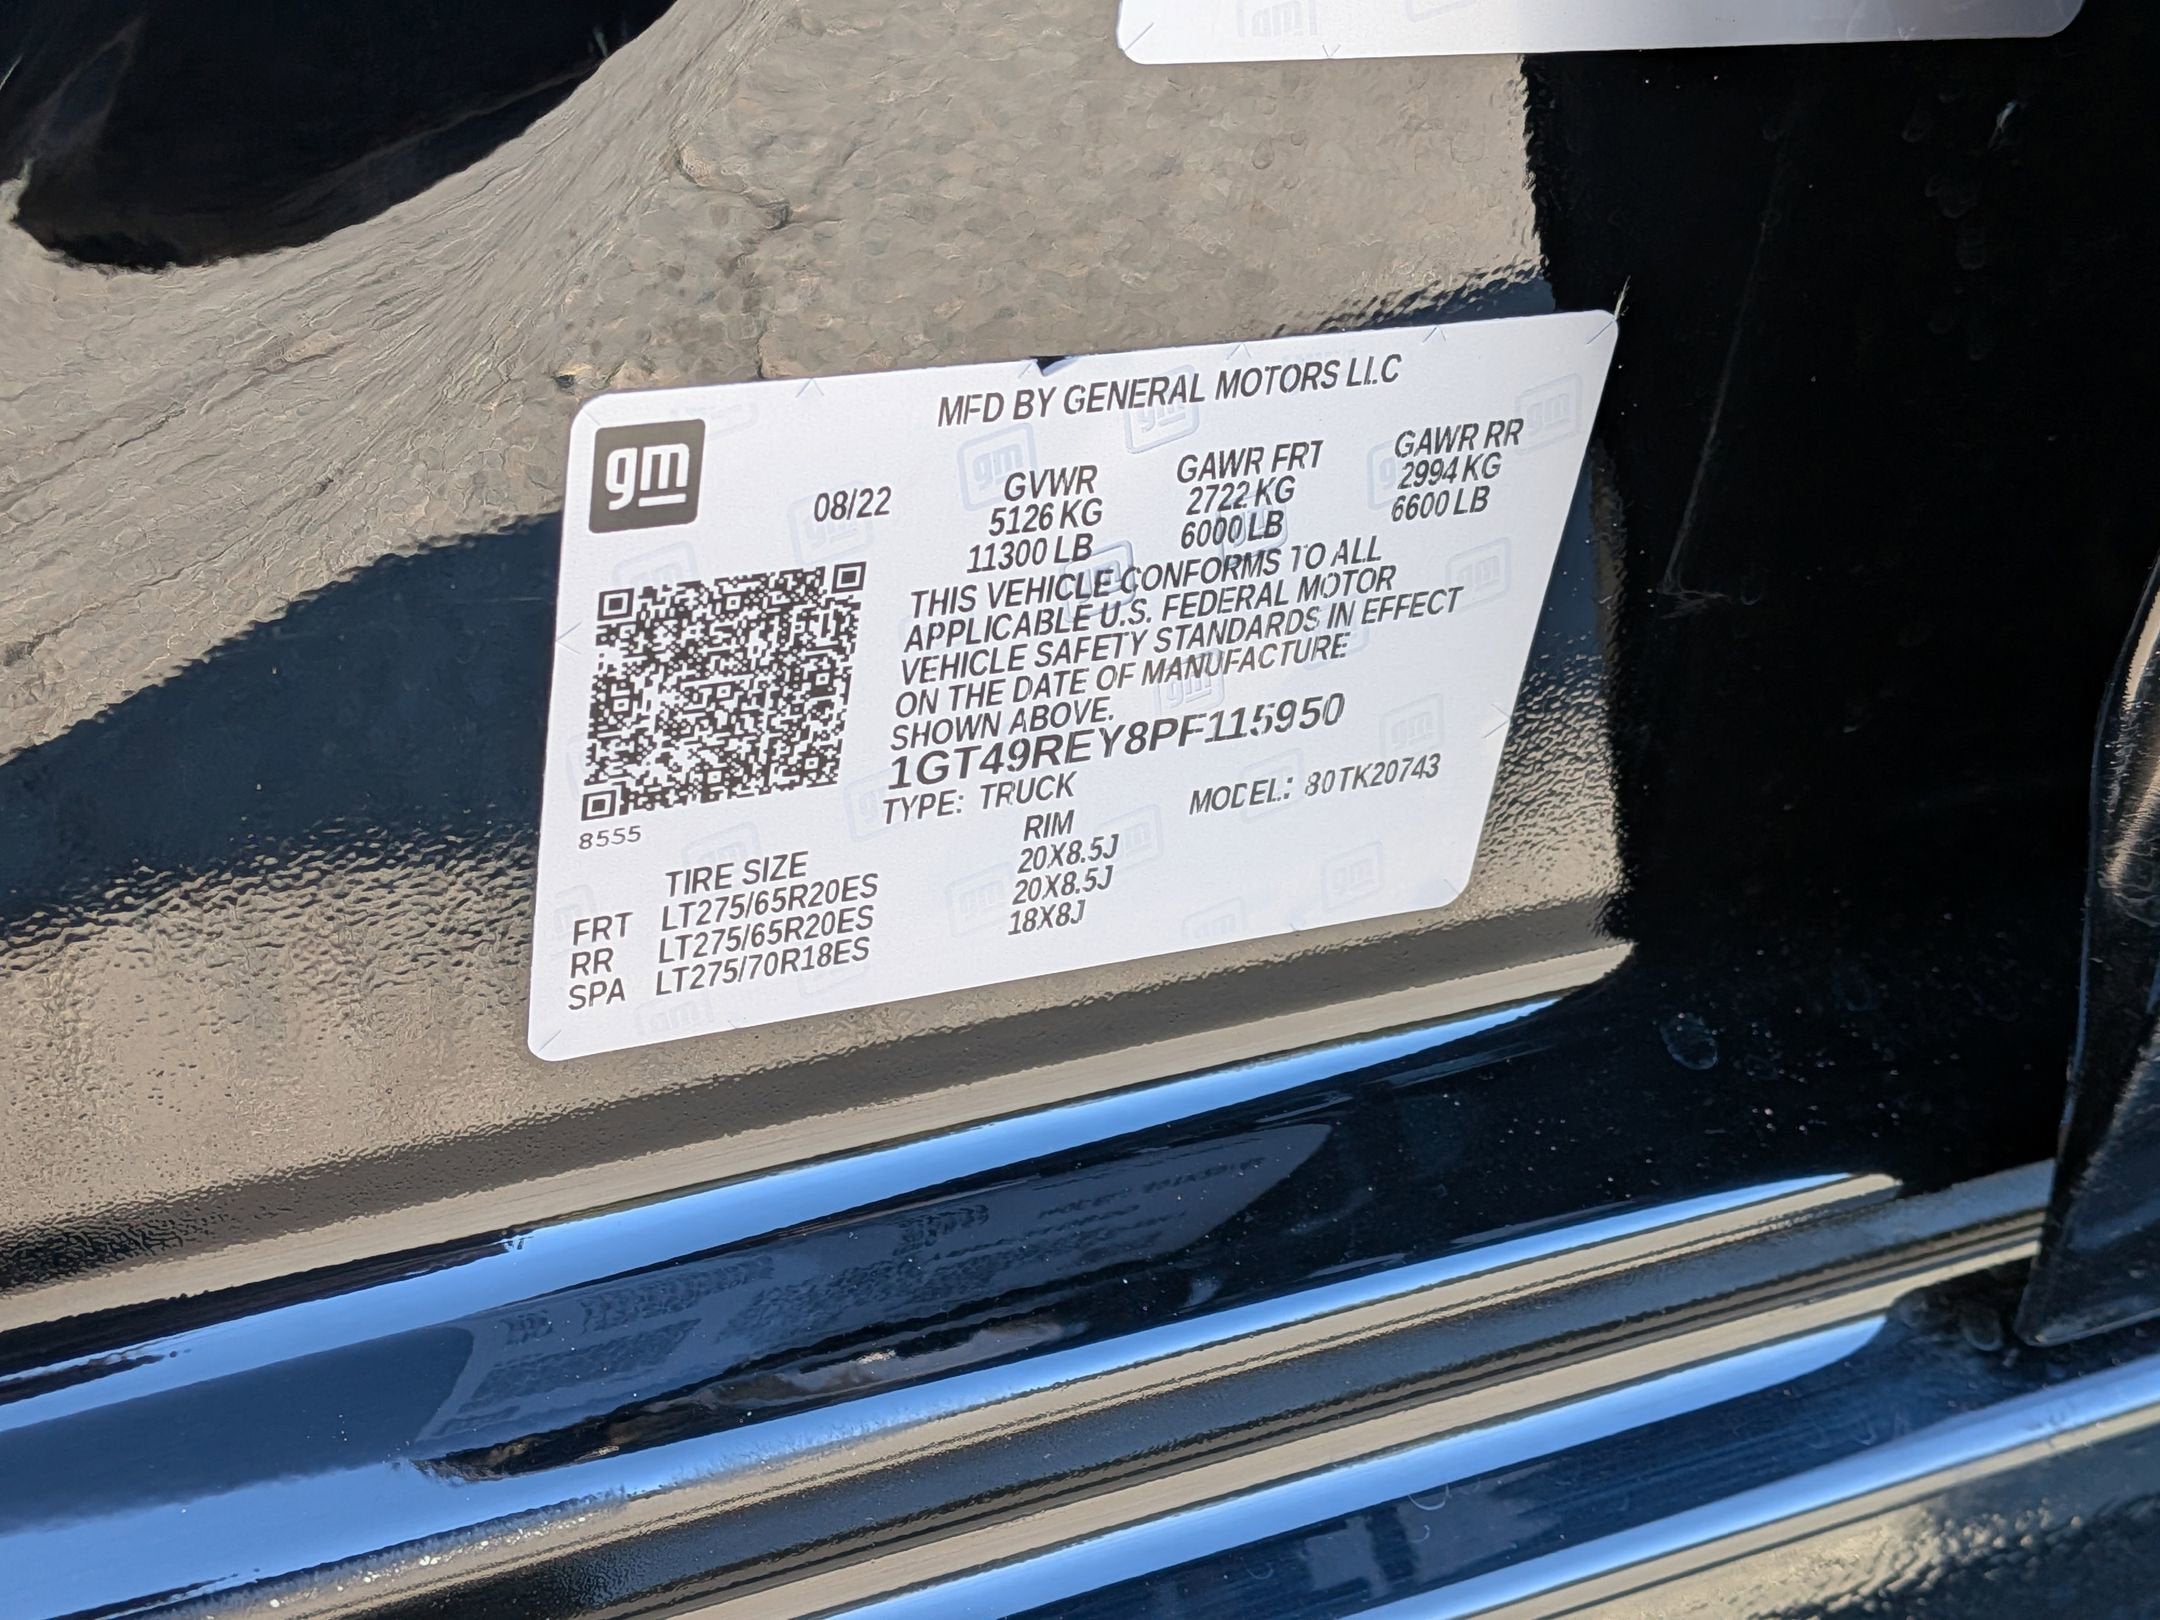 gm
MFD BY GENERAL MOTORS LLC
08/22
GVWR
5126 KG
11300 LB
GAWR FRT
2722 KG
6000 LB
GAWR RR
2994 KG
6600 LB
THIS VEHICLE CONFORMS TO ALL
APPLICABLE U.S. FEDERAL MOTOR
VEHICLE SAFETY STANDARDS IN EFFECT
ON THE DATE OF MANUFACTURE
SHOWN ABOVE.
1GT49REY8PF115950
TYPE: TRUCK
MODEL: 80TK20743
8555
TIRE SIZE RIM
FRT LT275/65R20ES 20X8.5J
RR LT275/65R20ES 20X8.5J
SPA LT275/70R18ES 18X8J